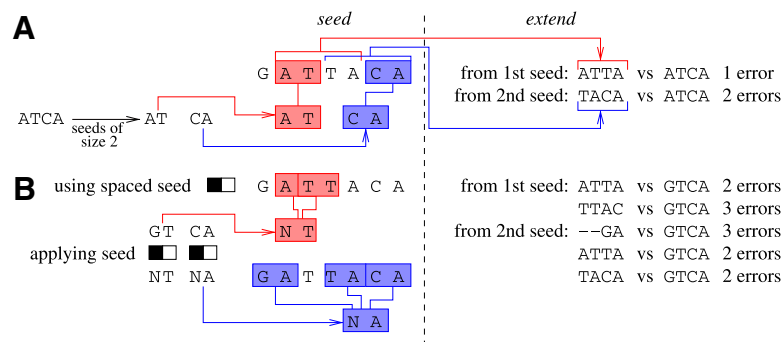 A seed extend
G A T T A C A from 1st seed: ATTA vs ATCA 1 error
from 2nd seed: TACA vs ATCA 2 errors
ATCA seeds of size 2 AT CA A T C A
B using spaced seed G A T T A C A from 1st seed: ATTA vs GTCA 2 errors
TTAC vs GTCA 3 errors
GT CA N T from 2nd seed: --GA vs GTCA 3 errors
applying seed ATTA vs GTCA 2 errors
NT NA G A T T A C A TACA vs GTCA 2 errors
N A